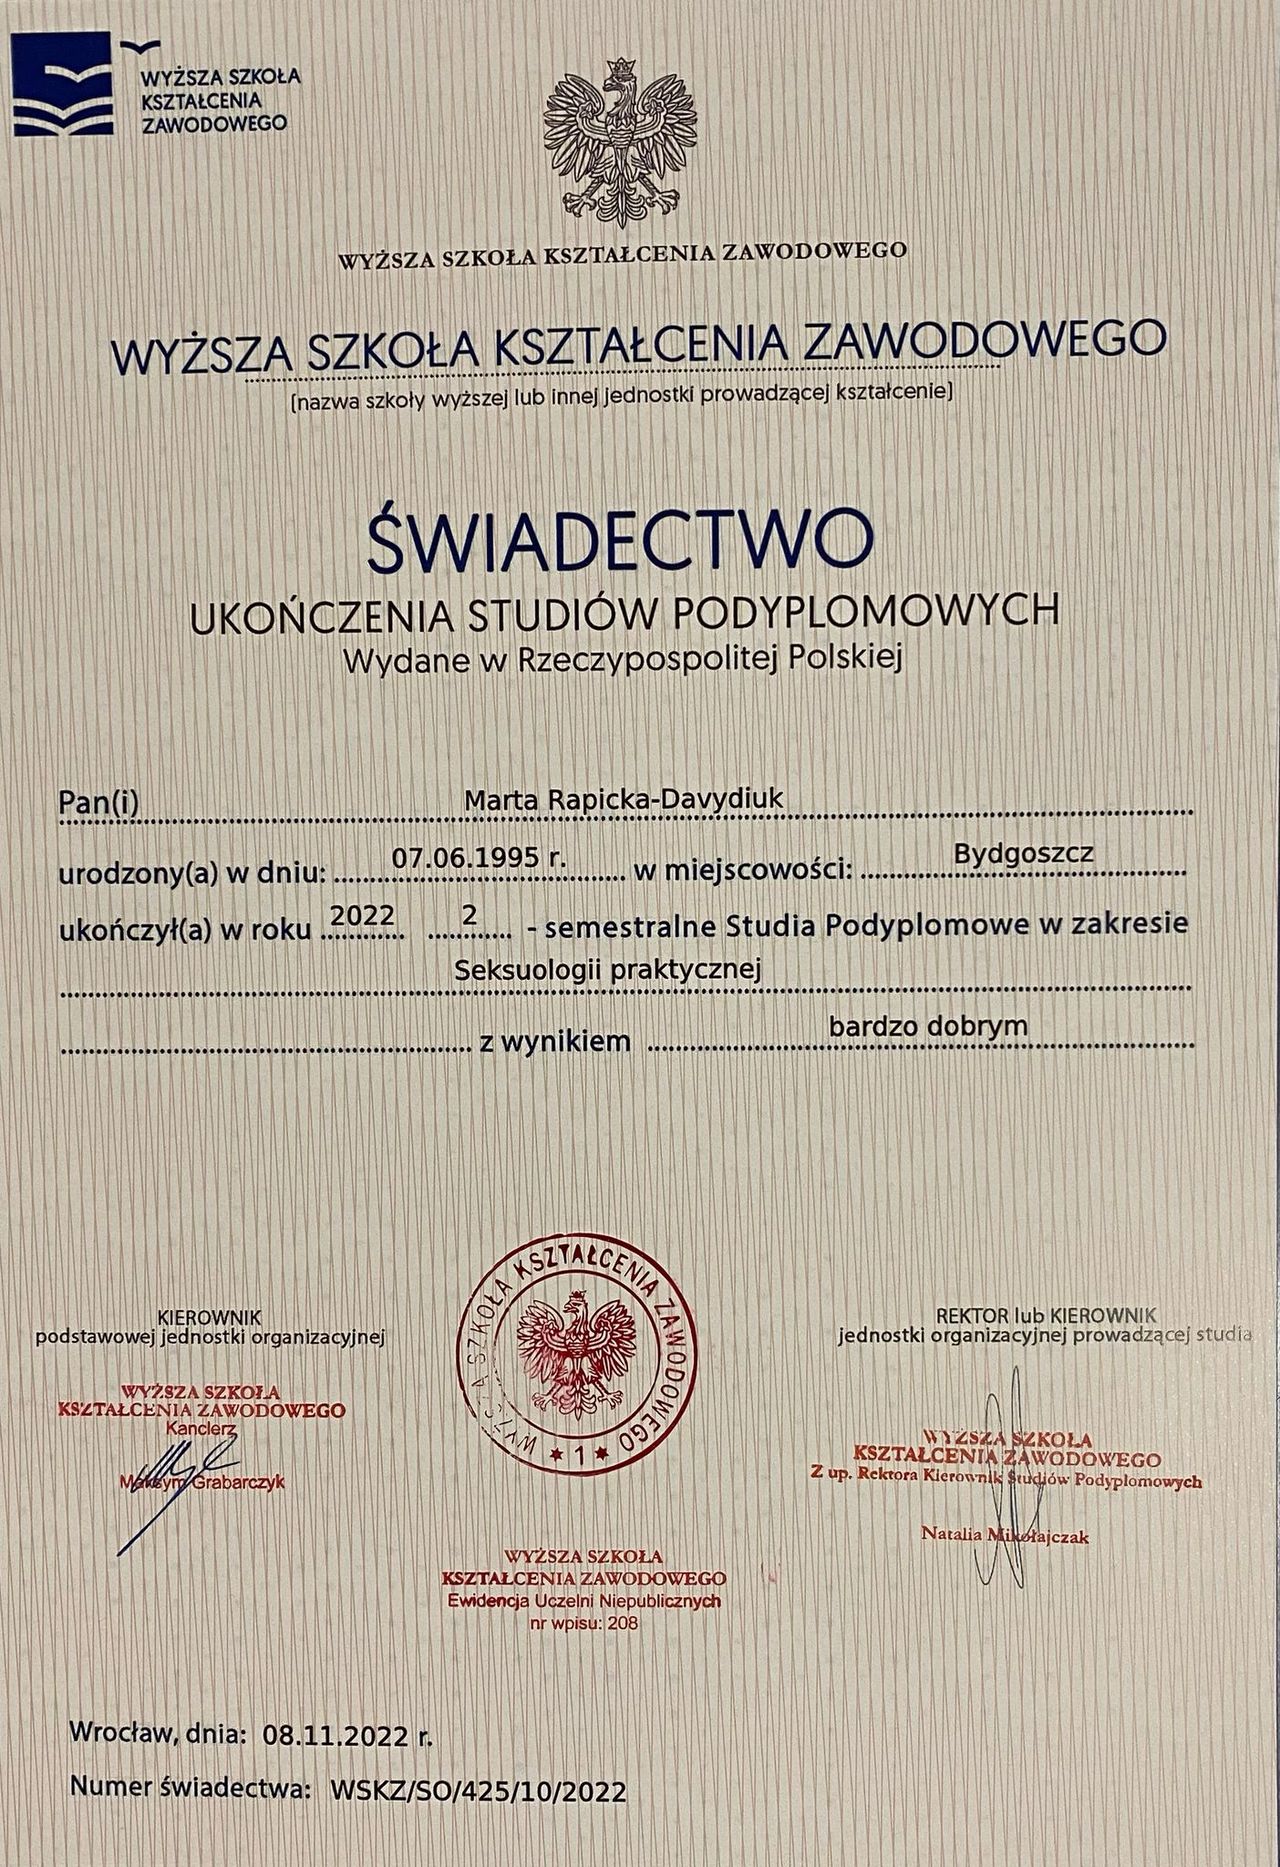 WYŻSZA SZKOŁA
KSZTAŁCENIA
ZAWODOWEGO
WYŻSZA SZKOŁA KSZTAŁCENIA ZAWODOWEGO
WYŻSZA SZKOŁA KSZTAŁCENIA ZAWODOWEGO
(nazwa szkoły wyższej lub innej jednostki prowadzącej kształcenie)
ŚWIADECTWO
UKOŃCZENIA STUDIÓW PODYPLOMOWYCH
Wydane w Rzeczypospolitej Polskiej
Pan(i) Marta Rapicka-Davydiuk
urodzony(a) w dniu: 07.06.1995 r. w miejscowości: Bydgoszcz
ukończył(a) w roku 2022 2 - semestralne Studia Podyplomowe w zakresie
Seksuologii praktycznej
z wynikiem bardzo dobrym
KIEROWNIK
podstawowej jednostki organizacyjnej
WYŻSZA SZKOŁA
KSZTAŁCENIA ZAWODOWEGO
Kanclerz
Maksym Grabarczyk
WYŻSZA SZKOŁA KSZTAŁCENIA ZAWODOWEGO
* 1 *
REKTOR lub KIEROWNIK
jednostki organizacyjnej prowadzącej studia
WYŻSZA SZKOŁA
KSZTAŁCENIA ZAWODOWEGO
Z up. Rektora Kierownik Studiów Podyplomowych
Natalia Mikołajczak
WYŻSZA SZKOŁA
KSZTAŁCENIA ZAWODOWEGO
Ewidencja Uczelni Niepublicznych
nr wpisu: 208
Wrocław, dnia: 08.11.2022 r.
Numer świadectwa: WSKZ/SO/425/10/2022